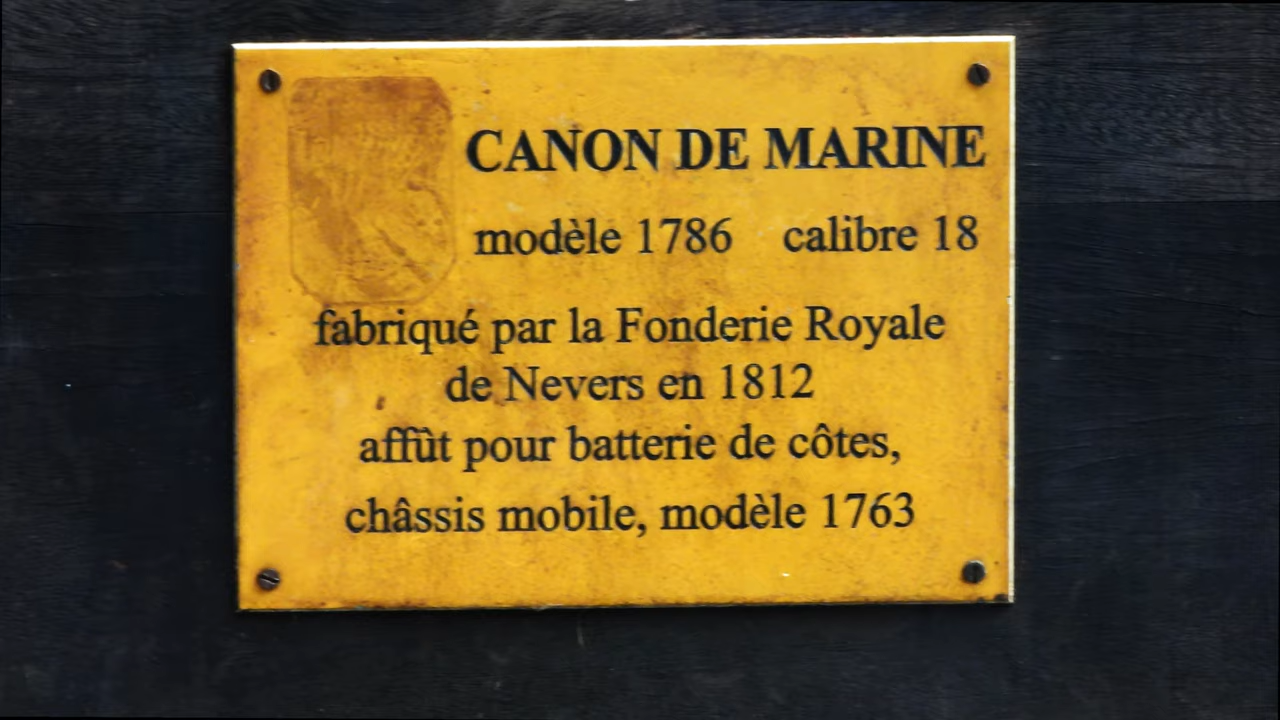 CANON DE MARINE
modèle 1786 calibre 18
fabriqué par la Fonderie Royale
de Nevers en 1812
affût pour batterie de côtes,
châssis mobile, modèle 1763